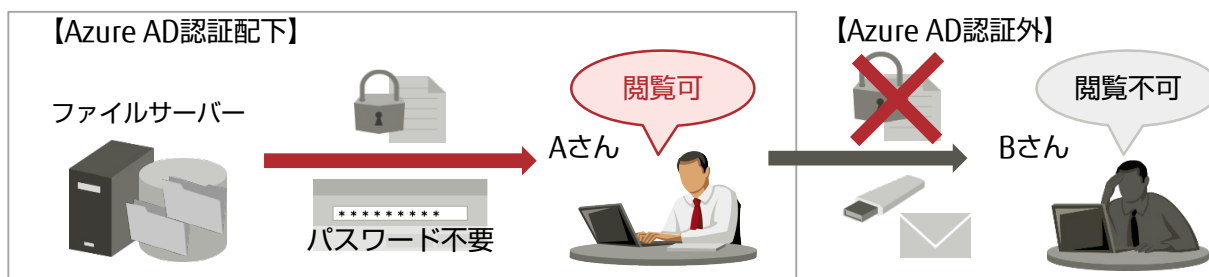 【Azure AD認証配下】
ファイルサーバー
*********
パスワード不要
Aさん
閲覧可
【Azure AD認証外】
Bさん
閲覧不可